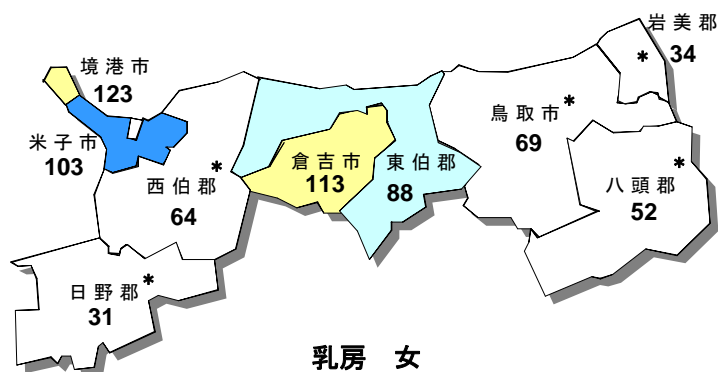 岩美郡
* 34
境港市
123
鳥取市 *
69
米子市
103
倉吉市
113
東伯郡
88
西伯郡 *
64
八頭郡 *
52
日野郡 *
31
乳房 女